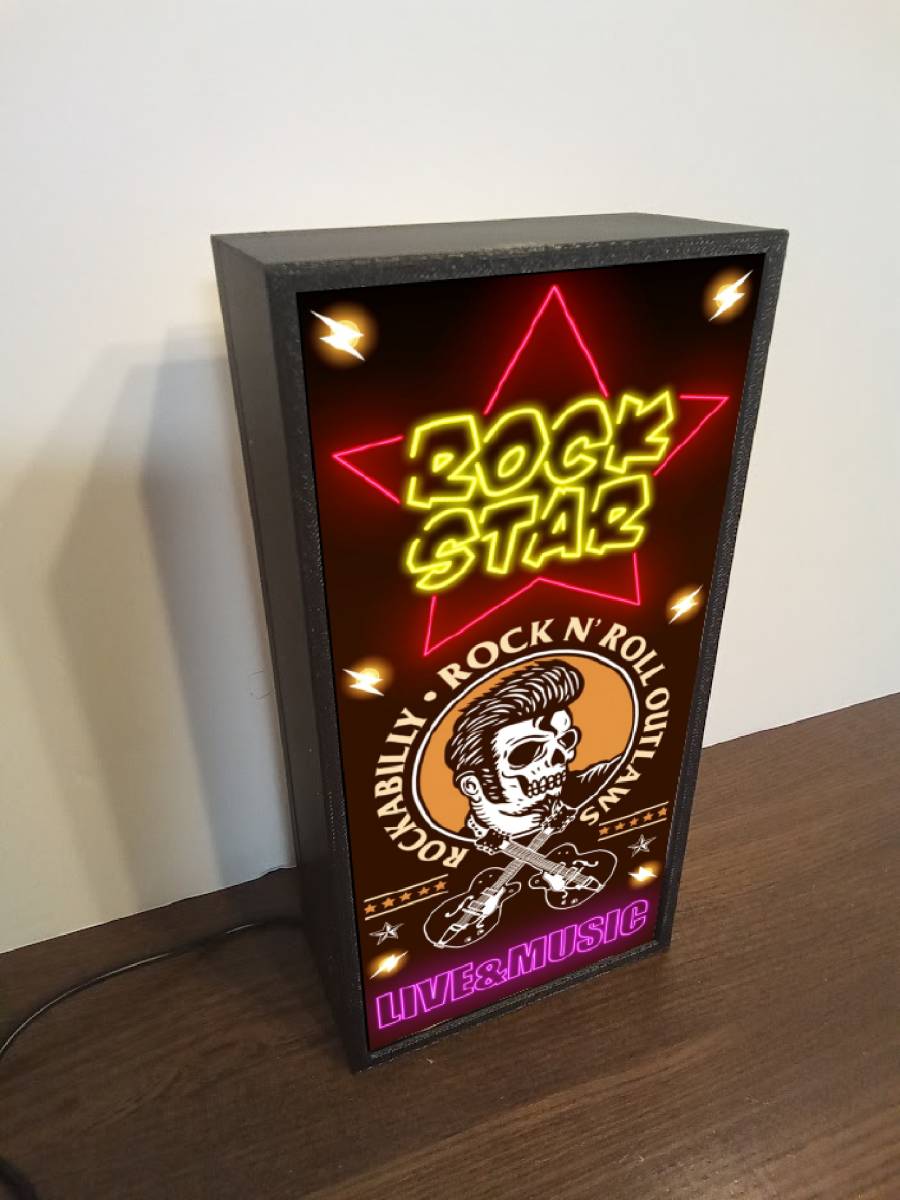 ROCK
STAR
ROCKABILLY • ROCK N' ROLL OUTLAWS
LIVE&MUSIC